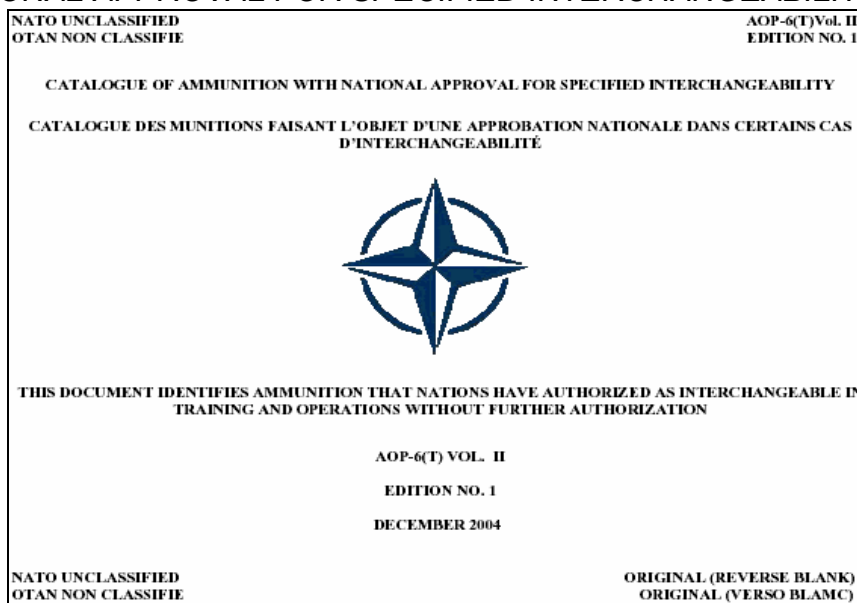 APPROVAL FOR SPECIFIED
NATO UNCLASSIFIED AOP-6(T)Vol. II
OTAN NON CLASSIFIE EDITION NO. 1
CATALOGUE OF AMMUNITION WITH NATIONAL APPROVAL FOR SPECIFIED INTERCHANGEABILITY
CATALOGUE DES MUNITIONS FAISANT L'OBJET D'UNE APPROBATION NATIONALE DANS CERTAINS CAS
D'INTERCHANGEABILITÉ
THIS DOCUMENT IDENTIFIES AMMUNITION THAT NATIONS HAVE AUTHORIZED AS INTERCHANGEABLE IN
TRAINING AND OPERATIONS WITHOUT FURTHER AUTHORIZATION
AOP-6(T) VOL. II
EDITION NO. 1
DECEMBER 2004
NATO UNCLASSIFIED ORIGINAL (REVERSE BLANK)
OTAN NON CLASSIFIE ORIGINAL (VERSO BLAMC)